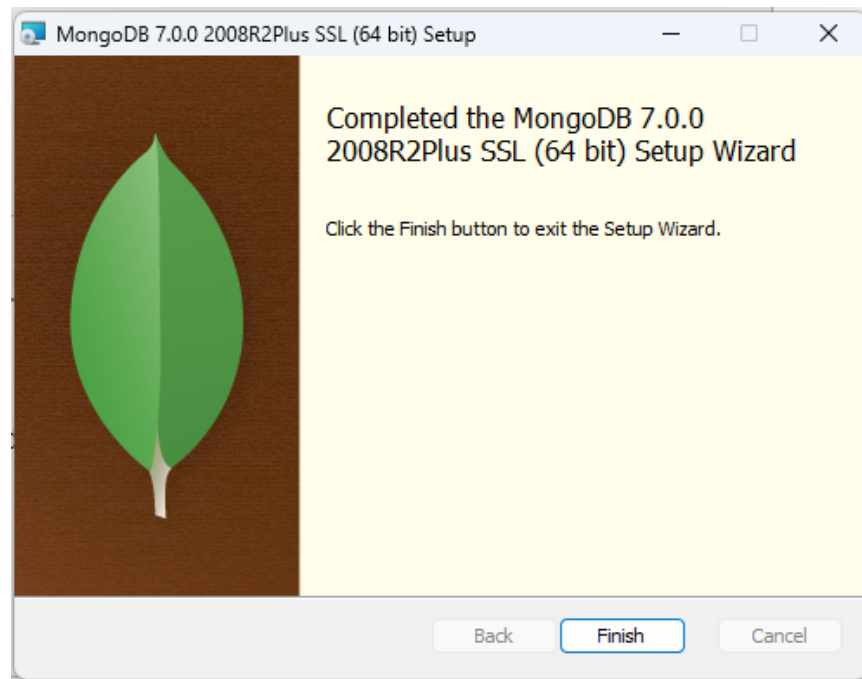 MongoDB 7.0.0 2008R2Plus SSL (64 bit) Setup
Completed the MongoDB 7.0.0
2008R2Plus SSL (64 bit) Setup Wizard
Click the Finish button to exit the Setup Wizard.
Back
Finish
Cancel